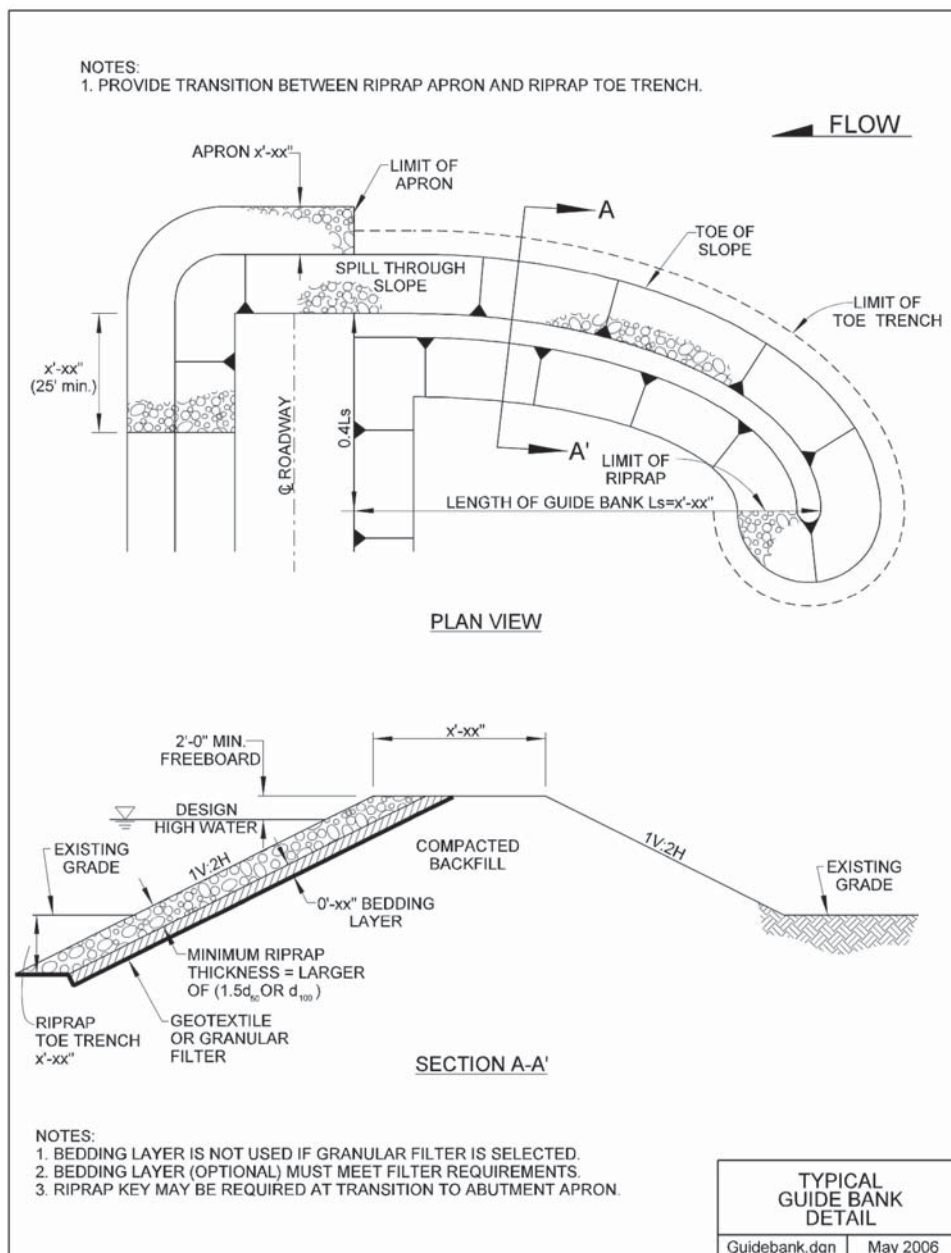 NOTES:
1. PROVIDE TRANSITION BETWEEN RIPRAP APRON AND RIPRAP TOE TRENCH.
FLOW
APRON x'-xx"
LIMIT OF
APRON
A
TOE OF
SLOPE
SPILL THROUGH
SLOPE
LIMIT OF
TOE TRENCH
x'-xx"
(25' min.)
℄ ROADWAY
0.4Ls
A'
LIMIT OF
RIPRAP
LENGTH OF GUIDE BANK Ls=x'-xx"
PLAN VIEW
x'-xx"
2'-0" MIN.
FREEBOARD
DESIGN
HIGH WATER
EXISTING
GRADE
1V:2H
COMPACTED
BACKFILL
1V:2H
EXISTING
GRADE
0'-xx" BEDDING
LAYER
MINIMUM RIPRAP
THICKNESS = LARGER
OF (1.5d50 OR d100)
RIPRAP
TOE TRENCH
x'-xx"
GEOTEXTILE
OR GRANULAR
FILTER
SECTION A-A'
NOTES:
1. BEDDING LAYER IS NOT USED IF GRANULAR FILTER IS SELECTED.
2. BEDDING LAYER (OPTIONAL) MUST MEET FILTER REQUIREMENTS.
3. RIPRAP KEY MAY BE REQUIRED AT TRANSITION TO ABUTMENT APRON.
TYPICAL
GUIDE BANK
DETAIL
Guidebank.dgn May 2006